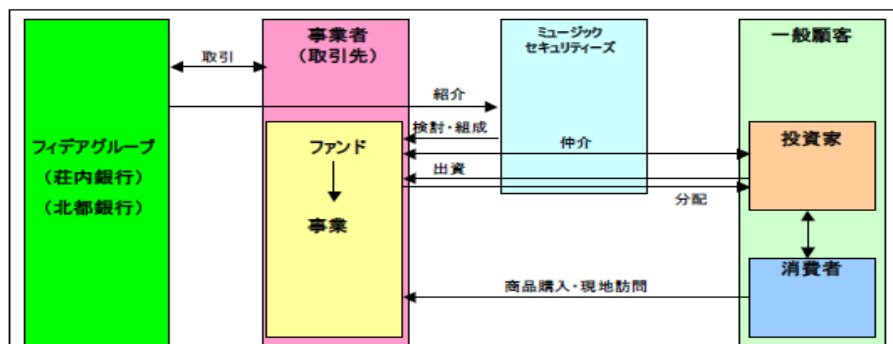 事業者
（取引先）
ミュージック
セキュリティーズ
一般顧客
取引
紹介
検討・組成
フィデアグループ
（荘内銀行）
（北都銀行）
ファンド
仲介
投資家
出資
分配
事業
消費者
商品購入・現地訪問